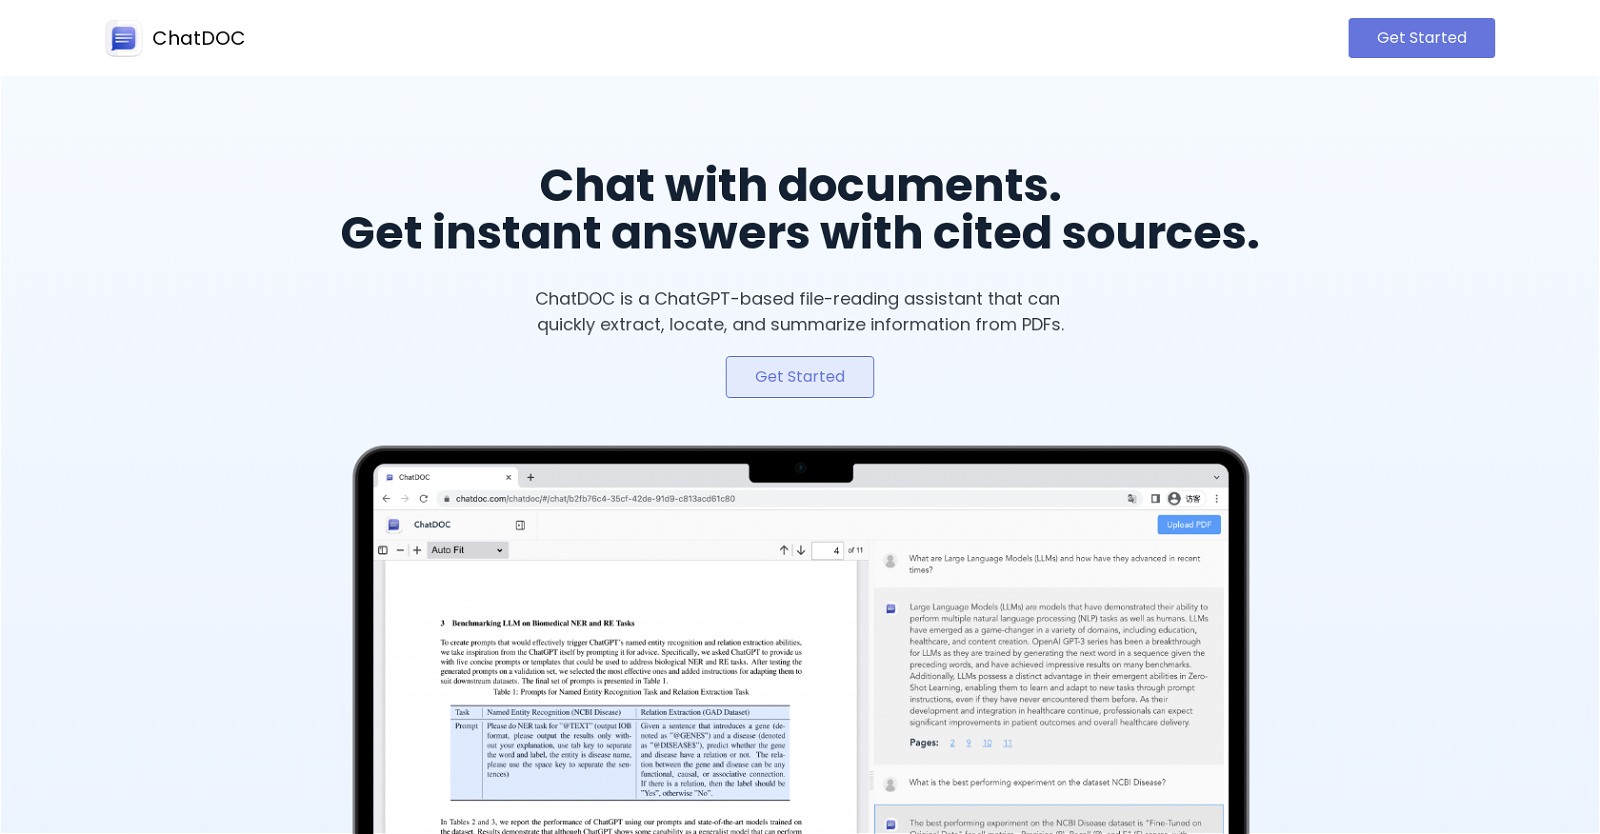 ChatDOC
Get Started
Chat with documents.
Get instant answers with cited sources.
ChatDOC is a ChatGPT-based file-reading assistant that can
quickly extract, locate, and summarize information from PDFs.
Get Started
ChatDOC
chatdoc.com/chatdoc/#/chat/b2fb76c4-35cf-42de-91d9-c813acd61c80
访客
ChatDOC
Upload PDF
Auto Fit
4 of 11
3 Benchmarking LLM on Biomedical NER and RE Tasks
To create prompts that would effectively trigger ChatGPT's named entity recognition and relation extraction abilities,
we take inspiration from the ChatGPT itself by prompting it for advice. Specifically, we asked ChatGPT to provide us
with five concise prompts or templates that could be used to address biological NER and RE tasks. After testing the
generated prompts on a validation set, we selected the most effective ones and added instructions for adapting them to
suit downstream datasets. The final set of prompts is presented in Table 1.
Table 1: Prompts for Named Entity Recognition Task and Relation Extraction Task
Task Named Entity Recognition (NCBI Disease) Relation Extraction (GAD Dataset)
Prompt Please do NER task for "@TEXT" (output IOB
format, please output the results only with-
out your explanation, use tab key to separate
the word and label, the entity is disease name,
please use the space key to separate the sen-
tences)
Given a sentence that introduces a gene (de-
noted as "@GENE$") and a disease (denoted
as "@DISEASE$"), predict whether the gene
and disease have a relation or not. The rela-
tion between the gene and disease can be any
functional, causal, or associative connection.
If there is a relation, then the label should be
"Yes", otherwise "No".
In Tables 2 and 3, we report the performance of ChatGPT using our prompts and state-of-the-art models trained on
the dataset. Results demonstrate that although ChatGPT shows some capability as a generalist model that can perform
What are Large Language Models (LLMs) and how have they advanced in recent
times?
Large Language Models (LLMs) are models that have demonstrated their ability to
perform multiple natural language processing (NLP) tasks as well as humans. LLMs
have emerged as a game-changer in a variety of domains, including education,
healthcare, and content creation. OpenAI GPT-3 series has been a breakthrough
for LLMs as they are trained by generating the next word in a sequence given the
preceding words, and have achieved impressive results on many benchmarks.
Additionally, LLMs possess a distinct advantage in their emergent abilities in Zero-
Shot Learning, enabling them to learn and adapt to new tasks through prompt
instructions, even if they have never encountered them before. As their
development and integration in healthcare continue, professionals can expect
significant improvements in patient outcomes and overall healthcare delivery.
Pages: 2 9 10 11
What is the best performing experiment on the dataset NCBI Disease?
The best performing experiment on the NCBI Disease dataset is "Fine-Tuned on